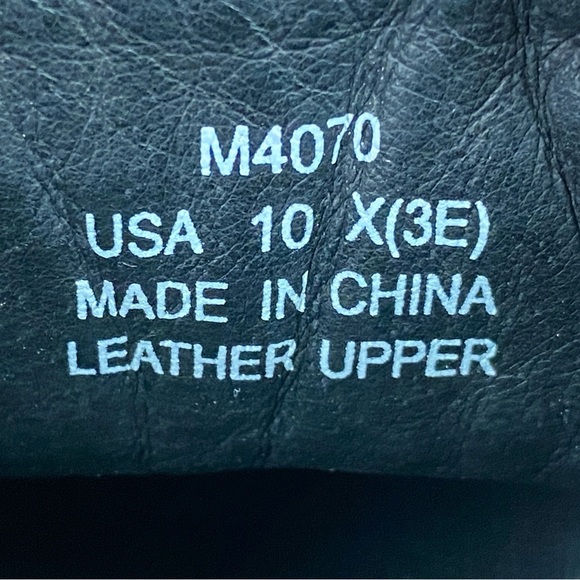 M4070
USA 10 X(3E)
MADE IN CHINA
LEATHER UPPER